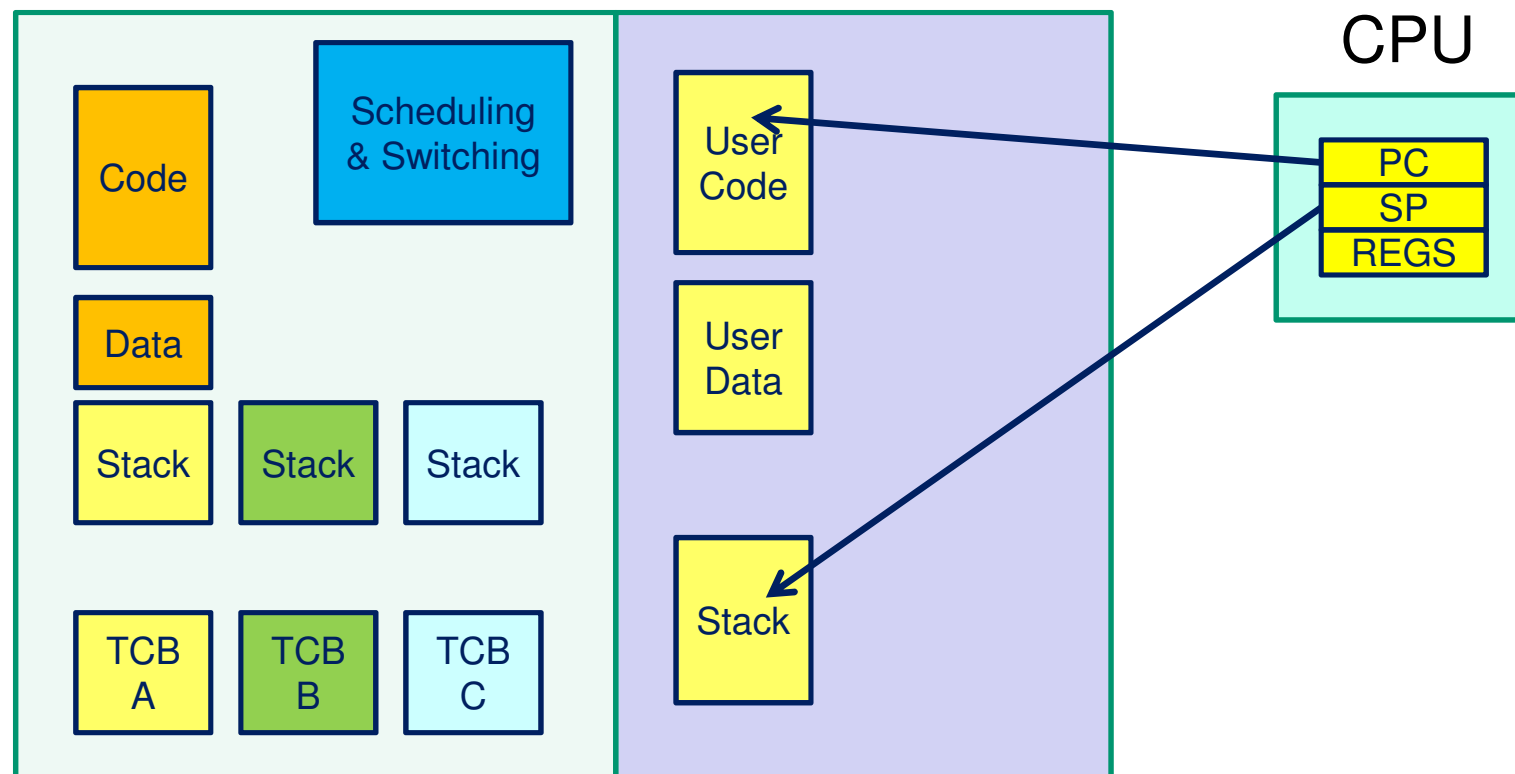 CPU
Scheduling
& Switching
Code
User
Code
PC
SP
REGS
Data
User
Data
Stack
Stack
Stack
Stack
TCB
A
TCB
B
TCB
C